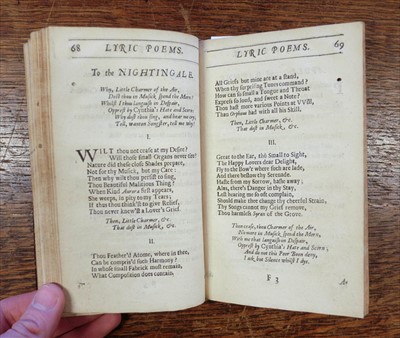 68
LYRIC POEMS.
To the NIGHTINGALE.
Why, Little Charmer of the Air,
Dost thou in Musick spend the Morn?
Whilst I thus languish in Despair,
Opprest by Cynthia's Hate and Scorn:
Why dost thou sing, and hear me cry,
Tell, wanton Songster, tell me why?
I.
WILT thou not cease at my Desire?
Will those small Organs never tire?
Nature did these close Shades prepare,
Not for thy Musick, but my Care:
Then why wilt thou persist to sing,
Thou Beautiful Malicious Thing?
When kind Aurora first appears,
She weeps, in pity to my Tears;
If thus thou think'st to give Relief,
Thou never knew'st a Lover's Grief.
Then, Little Charmer, &c.
That dost in Musick, &c.
II.
Thou Feather'd Atome, where in thee,
Can be compriz'd such Harmony?
In whose small Fabrick must remain,
What Composition does contain.
LYRIC POEMS.
69
All Griefs but mine are at a stand,
When thy surprizing Tones command?
How can so small a Tongue and Throat
Express so loud, and sweet a Note?
Thou hast more various Points at Will,
Than Orpheus had with all his Skill.
Then, Little Charmer, &c.
That dost in Musick, &c.
III.
Great to the Ear, tho Small to Sight,
The Happy Lovers dear Delight,
Fly to the Bow'r where such are laid,
And there bestow thy Serenade.
Haste from my Sorrow, haste away;
Alas, there's Danger in thy Stay,
Lest hearing me so oft complain,
Should make thee change thy cheerful Strain,
Thy Songs cannot my Grief remove,
Thou harmless Syren of the Grove.
Then cease, thou Charmer of the Air,
No more in Musick spend the Morn,
With me that languish in Despair,
Opprest by Cynthia's Hate and Scorn;
And do not this Poor Boon deny,
I ask, but Silence whilst I dye.
F 3